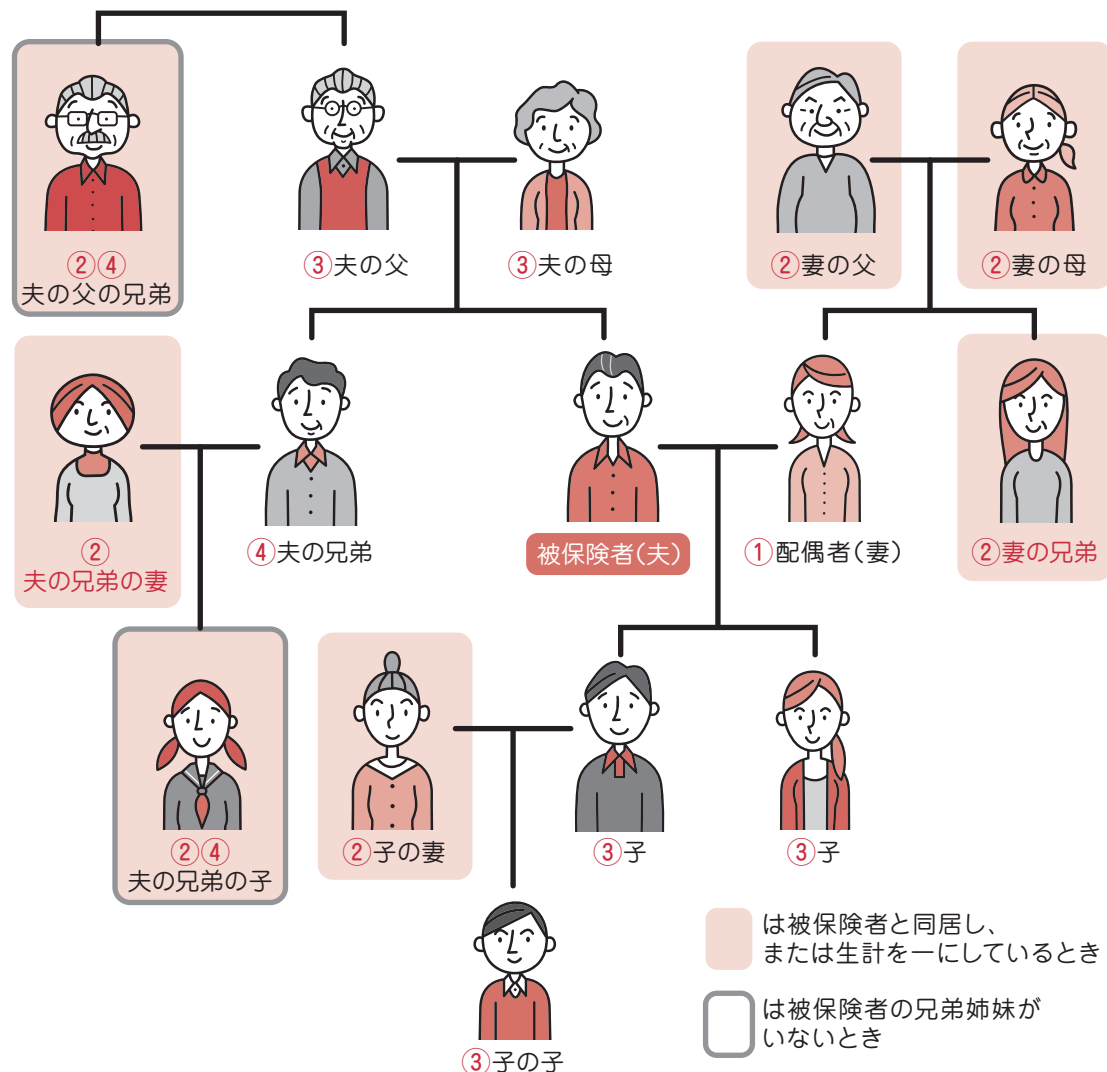 ②④
夫の父の兄弟
③夫の父
③夫の母
②妻の父
②妻の母
②
夫の兄弟の妻
④夫の兄弟
被保険者(夫)
①配偶者(妻)
②妻の兄弟
②④
夫の兄弟の子
②子の妻
③子
③子
③子の子
は被保険者と同居し、
または生計を一にしているとき
は被保険者の兄弟姉妹が
いないとき